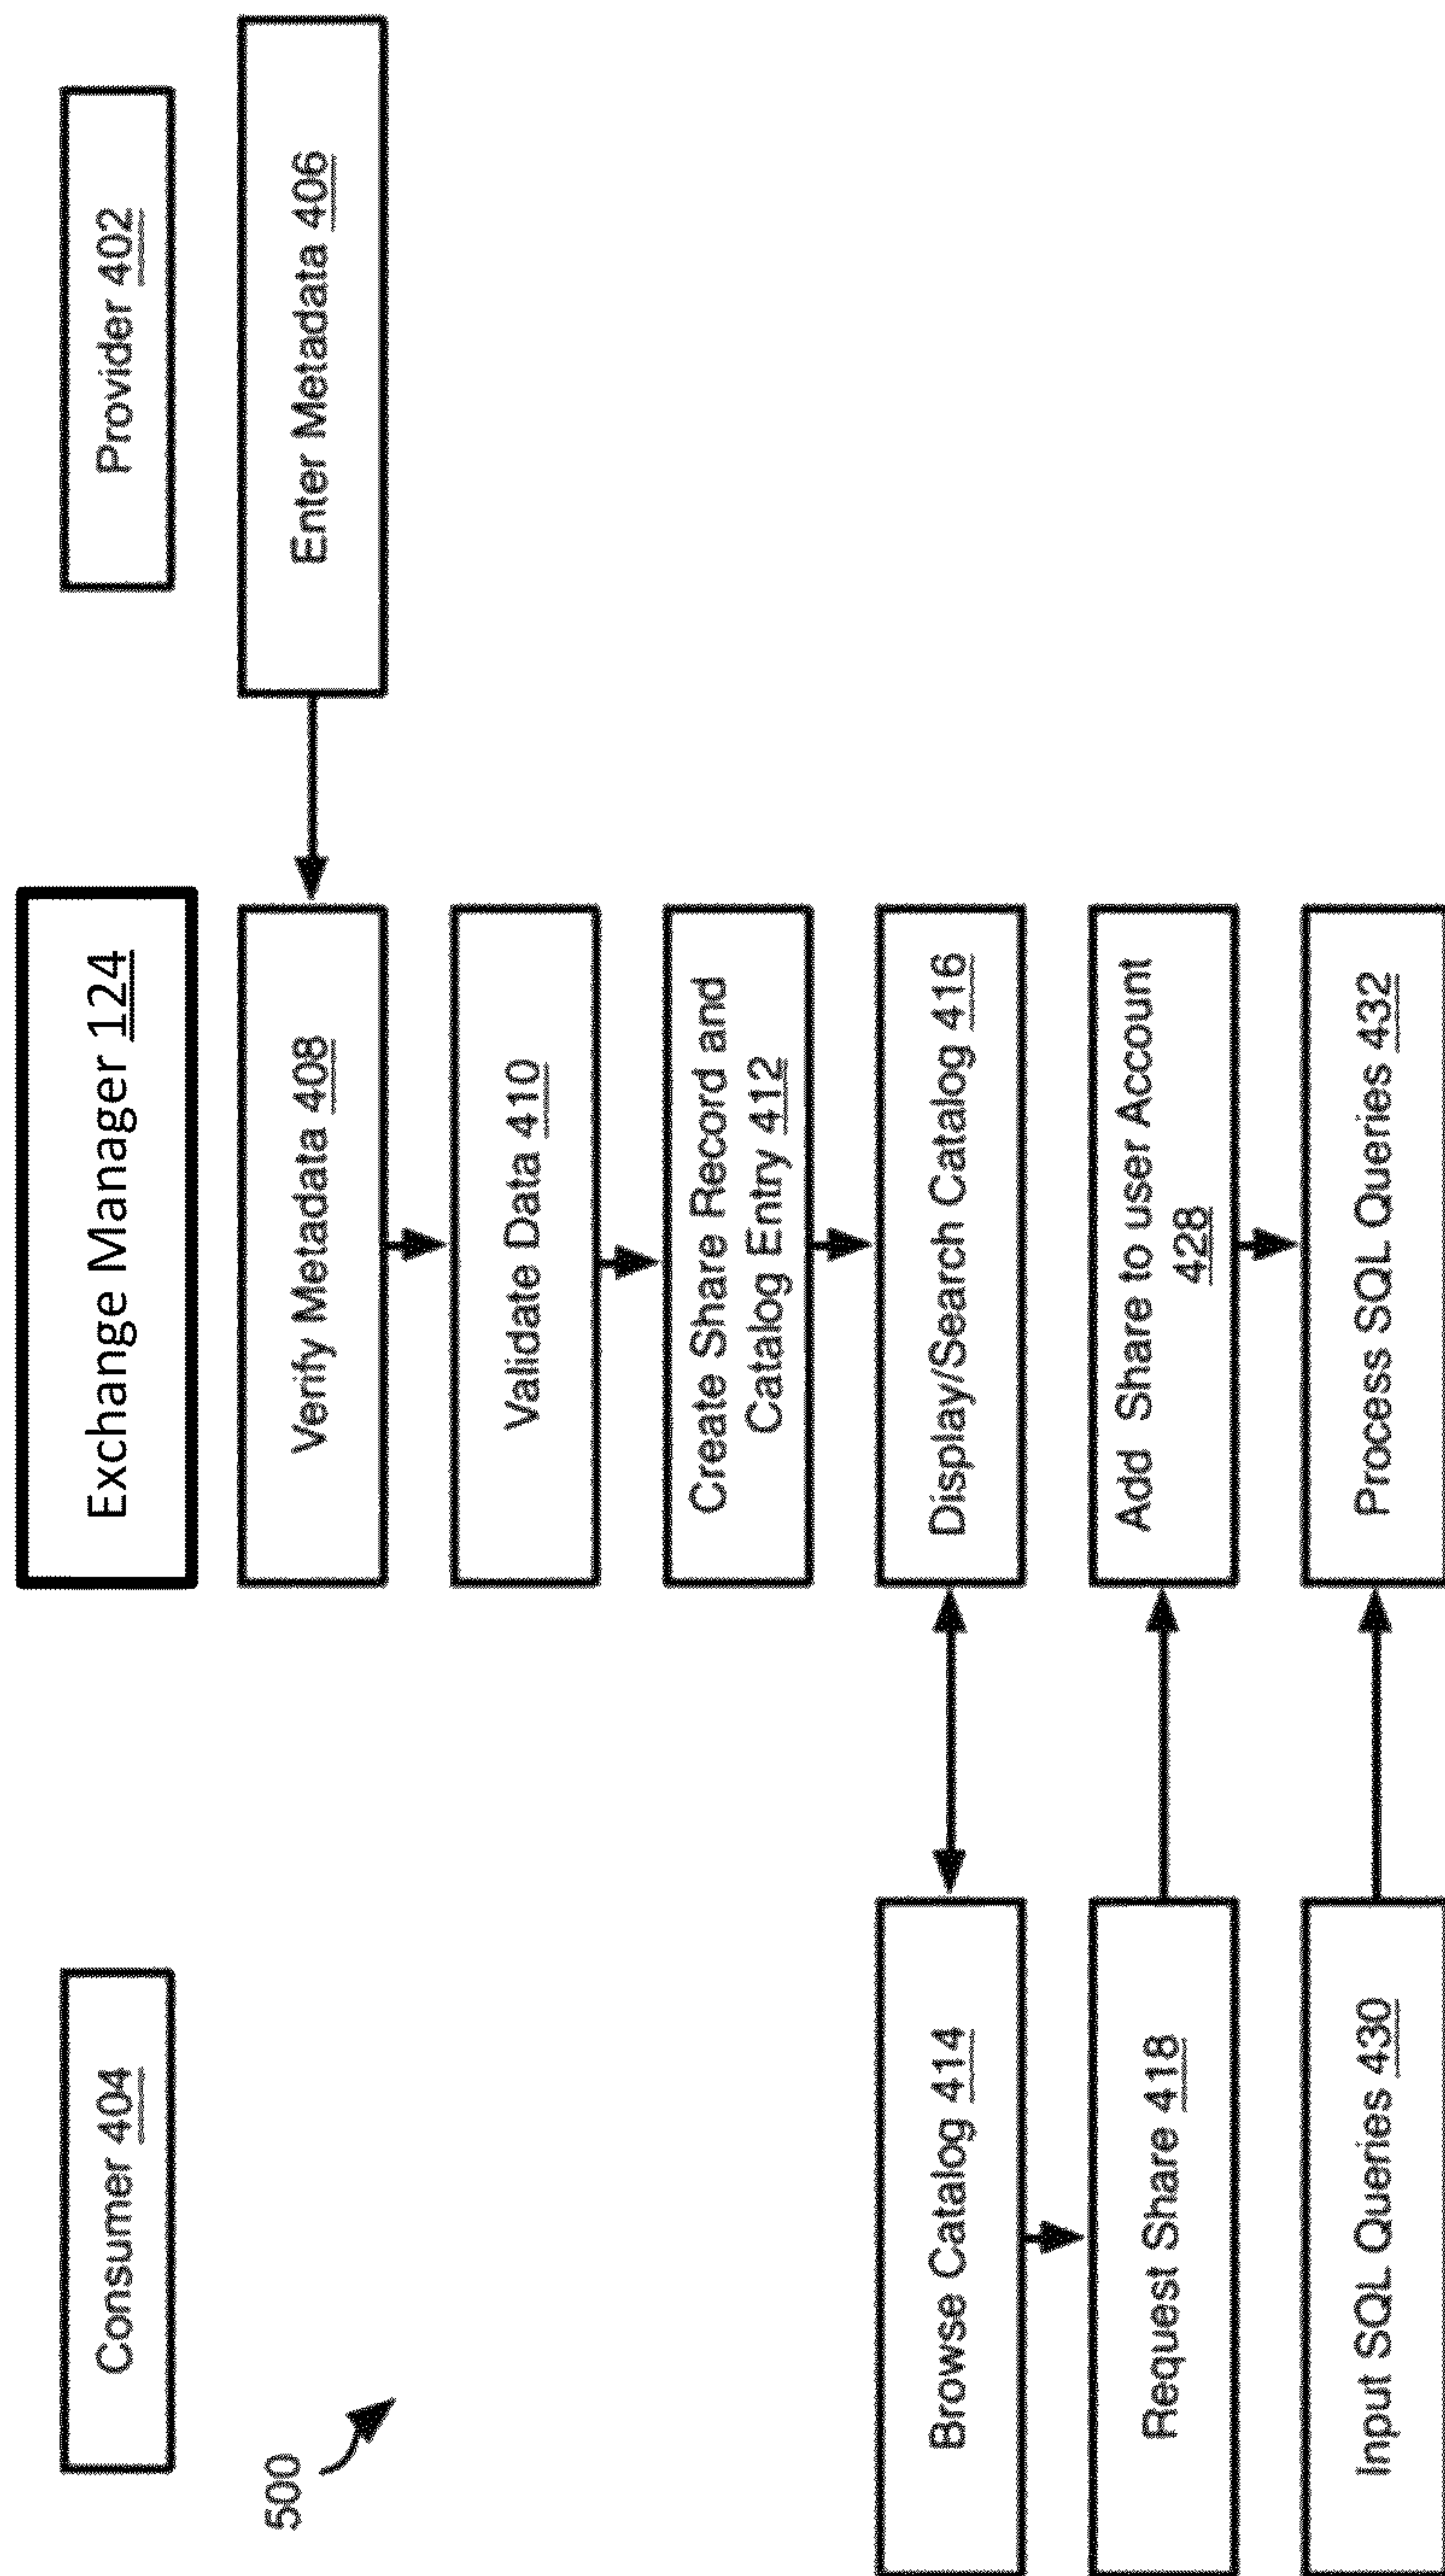 Consumer 404
Exchange Manager 124
Provider 402
500
Verify Metadata 408
Enter Metadata 406
Validate Data 410
Create Share Record and
Catalog Entry 412
Browse Catalog 414
Display/Search Catalog 416
Request Share 418
Add Share to user Account
428
Input SQL Queries 430
Process SQL Queries 432